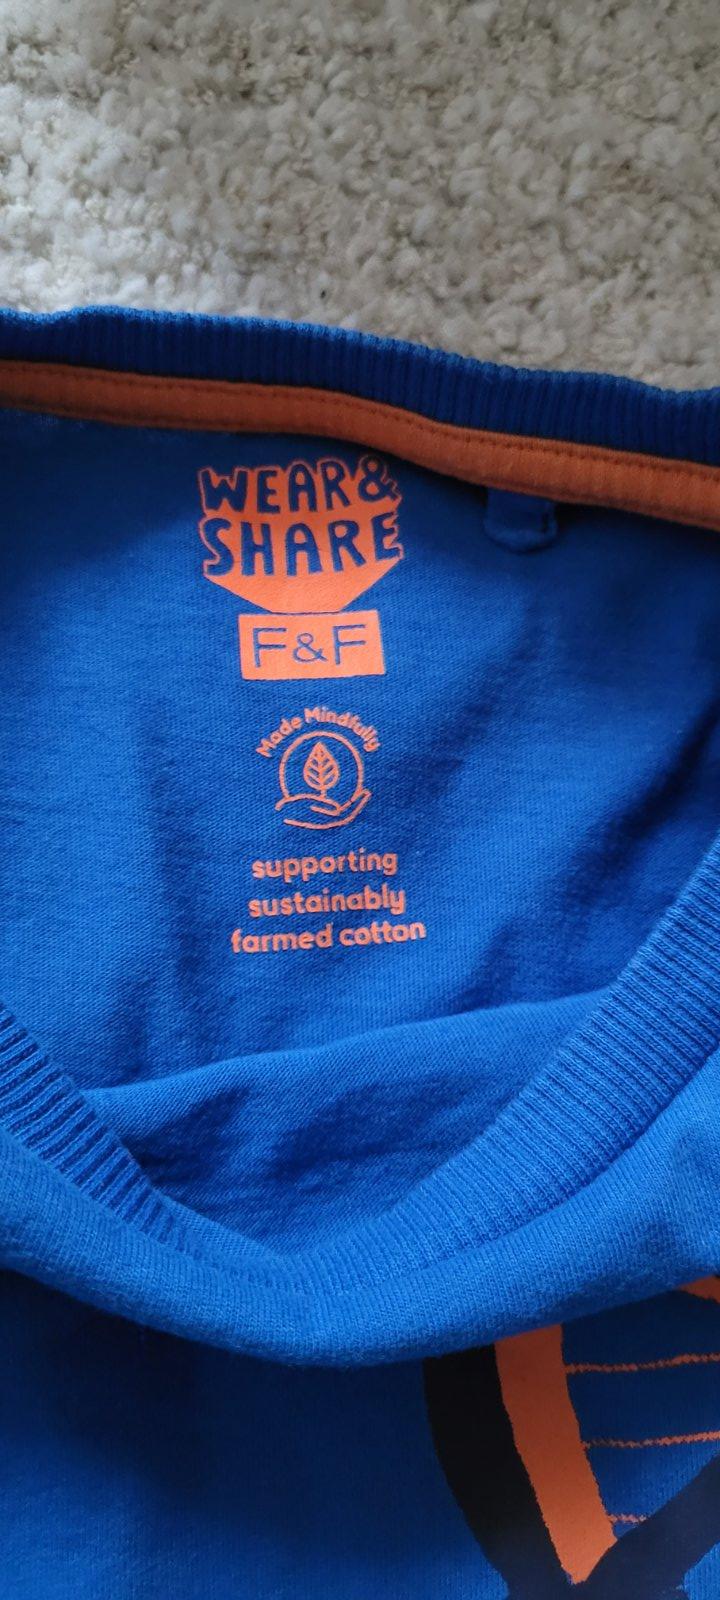 WEAR &
SHARE
F&F
Made Mindfully
supporting
sustainably
farmed cotton